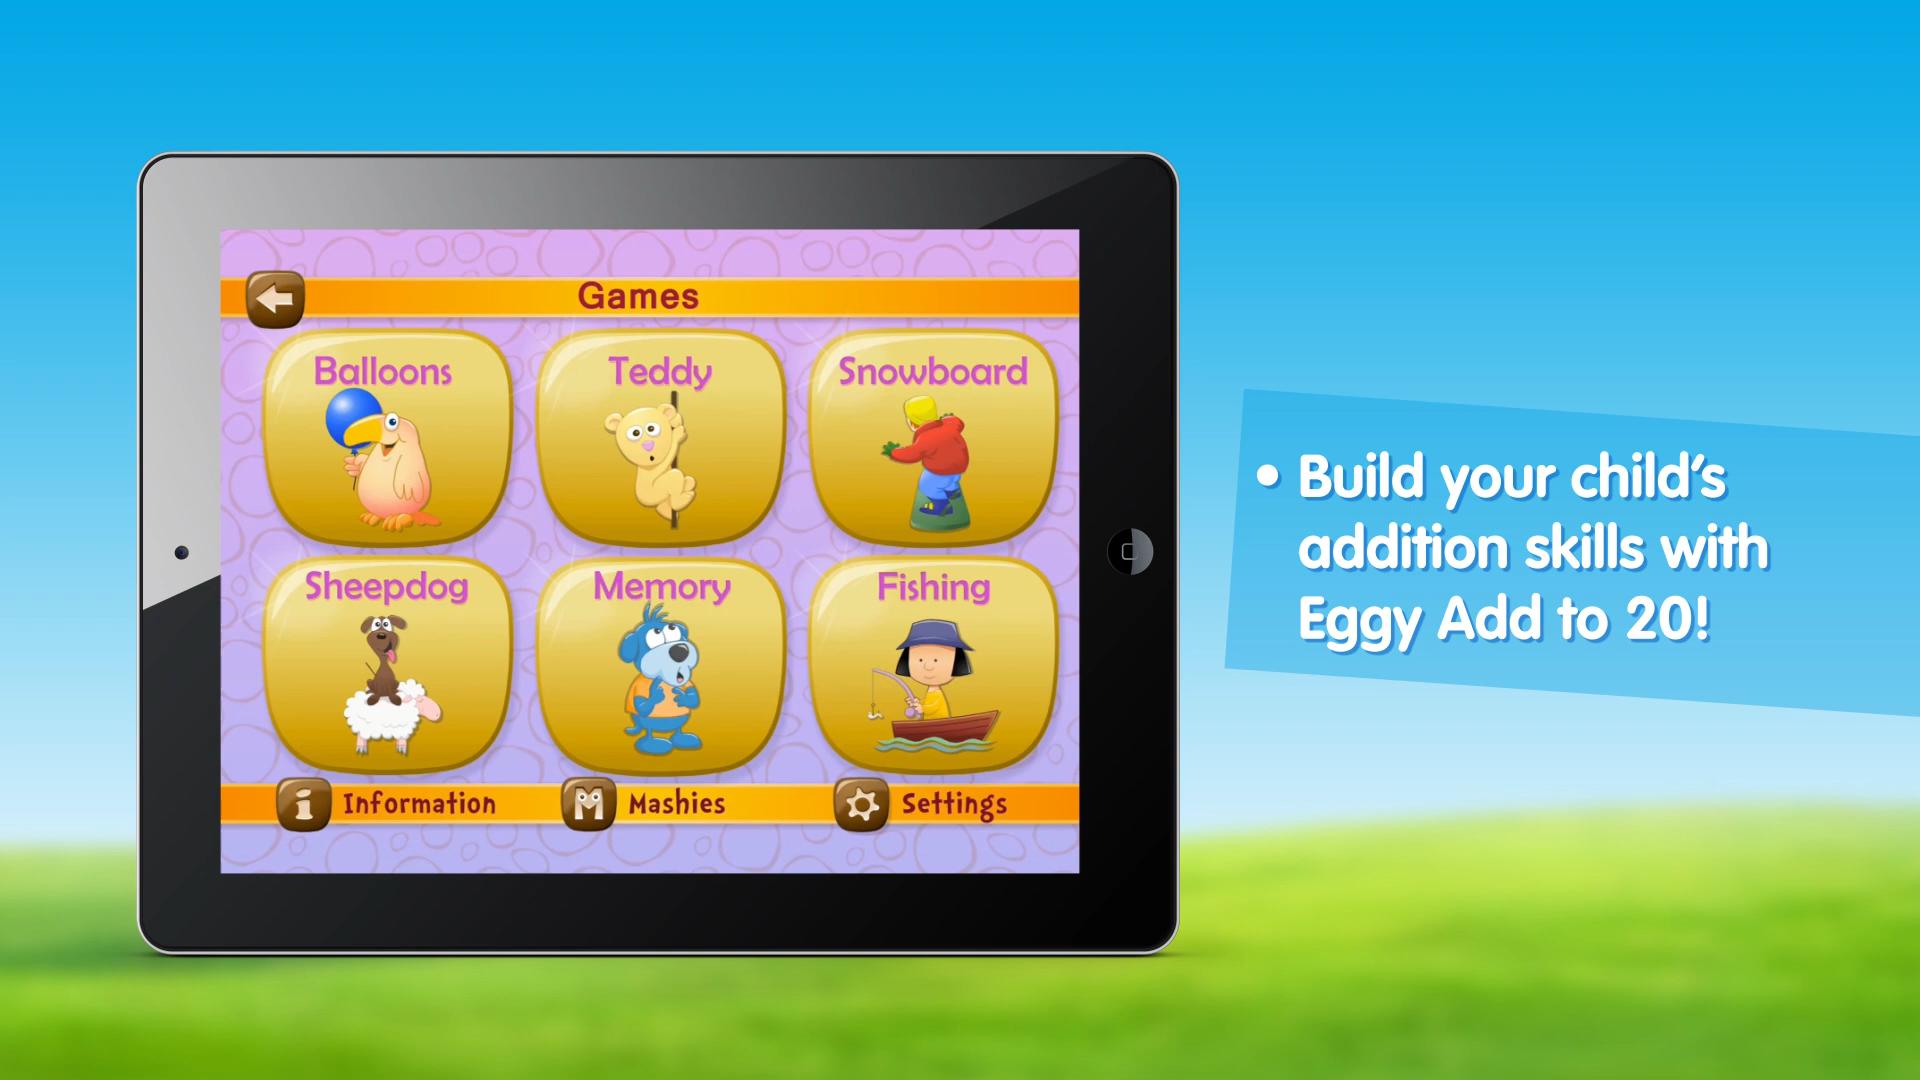 Games
Balloons
Teddy
Snowboard
Sheepdog
Memory
Fishing
Information
Mashies
Settings
• Build your child's
addition skills with
Eggy Add to 20!